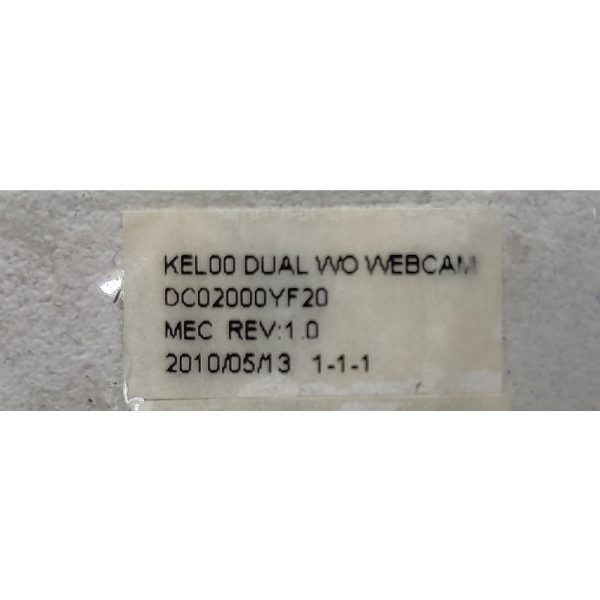 KEL00 DUAL WO WEBCAM
DC02000YF20
MEC REV:1.0
2010/05/13 1-1-1